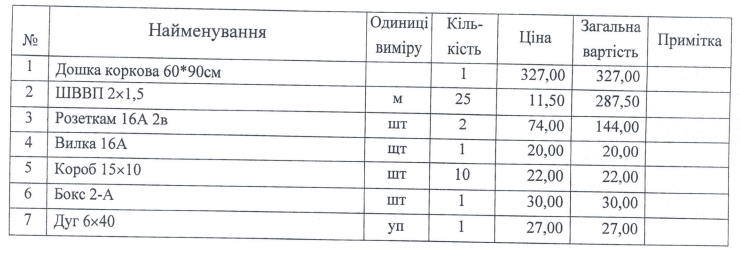 № Найменування Одиниці виміру Кіль-кість Ціна Загальна вартість Примітка
1 Дошка коркова 60*90см 1 327,00 327,00
2 ШВВП 2×1,5 м 25 11,50 287,50
3 Розеткам 16А 2в шт 2 74,00 144,00
4 Вилка 16А щт 1 20,00 20,00
5 Короб 15×10 шт 10 22,00 22,00
6 Бокс 2-А шт 1 30,00 30,00
7 Дуг 6×40 уп 1 27,00 27,00